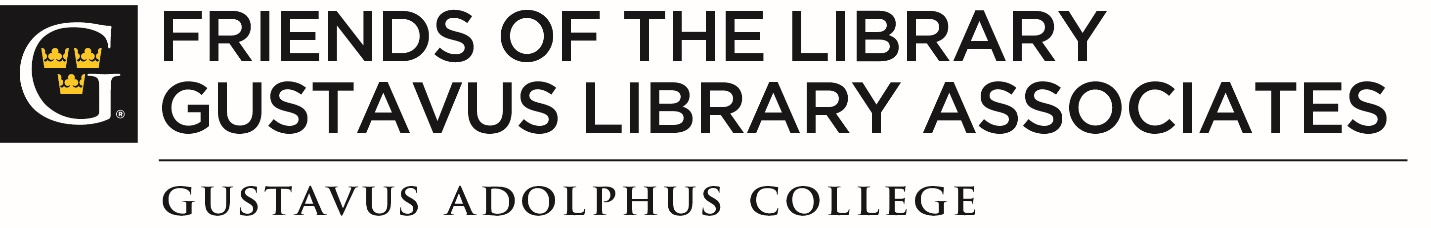 G®
FRIENDS OF THE LIBRARY
GUSTAVUS LIBRARY ASSOCIATES
GUSTAVUS ADOLPHUS COLLEGE